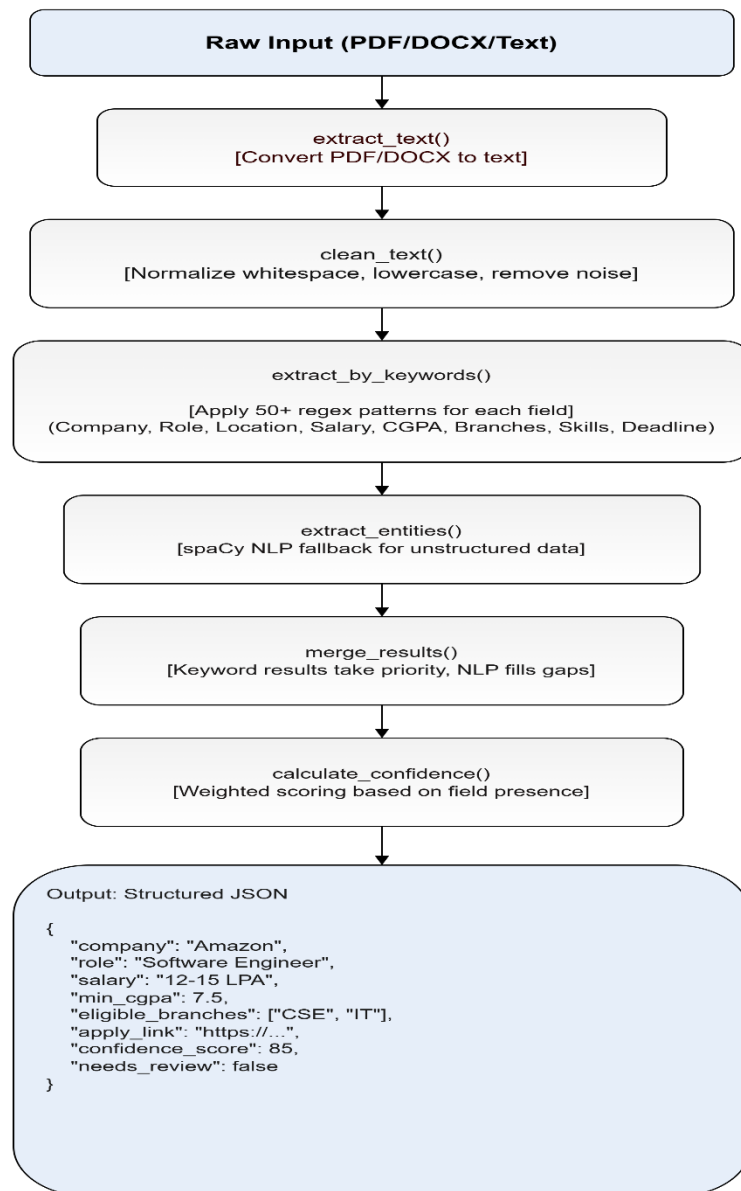 Raw Input (PDF/DOCX/Text)
extract_text()
[Convert PDF/DOCX to text]
clean_text()
[Normalize whitespace, lowercase, remove noise]
extract_by_keywords()
[Apply 50+ regex patterns for each field]
(Company, Role, Location, Salary, CGPA, Branches, Skills, Deadline)
extract_entities()
[spaCy NLP fallback for unstructured data]
merge_results()
[Keyword results take priority, NLP fills gaps]
calculate_confidence()
[Weighted scoring based on field presence]
Output: Structured JSON
{
"company": "Amazon",
"role": "Software Engineer",
"salary": "12-15 LPA",
"min_cgpa": 7.5,
"eligible_branches": ["CSE", "IT"],
"apply_link": "https://...",
"confidence_score": 85,
"needs_review": false
}